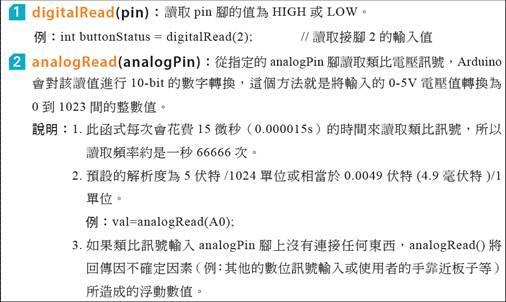 1 digitalRead(pin)：讀取 pin 腳的值為 HIGH 或 LOW。
例：int buttonStatus = digitalRead(2); // 讀取接腳 2 的輸入值
2 analogRead(analogPin)：從指定的 analogPin 腳讀取類比電壓訊號，Arduino
會對該讀值進行 10-bit 的數字轉換，這個方法就是將輸入的 0-5V 電壓值轉換為
0 到 1023 間的整數值。
說明：1. 此函式每次會花費 15 微秒（0.000015s）的時間來讀取類比訊號，所以
讀取頻率約是一秒 66666 次。
2. 預設的解析度為 5 伏特 /1024 單位或相當於 0.0049 伏特 (4.9 毫伏特 )/1
單位。
例：val=analogRead(A0);
3. 如果類比訊號輸入 analogPin 腳上沒有連接任何東西，analogRead() 將
回傳因不確定因素（例：其他的數位訊號輸入或使用者的手靠近板子等）
所造成的浮動數值。